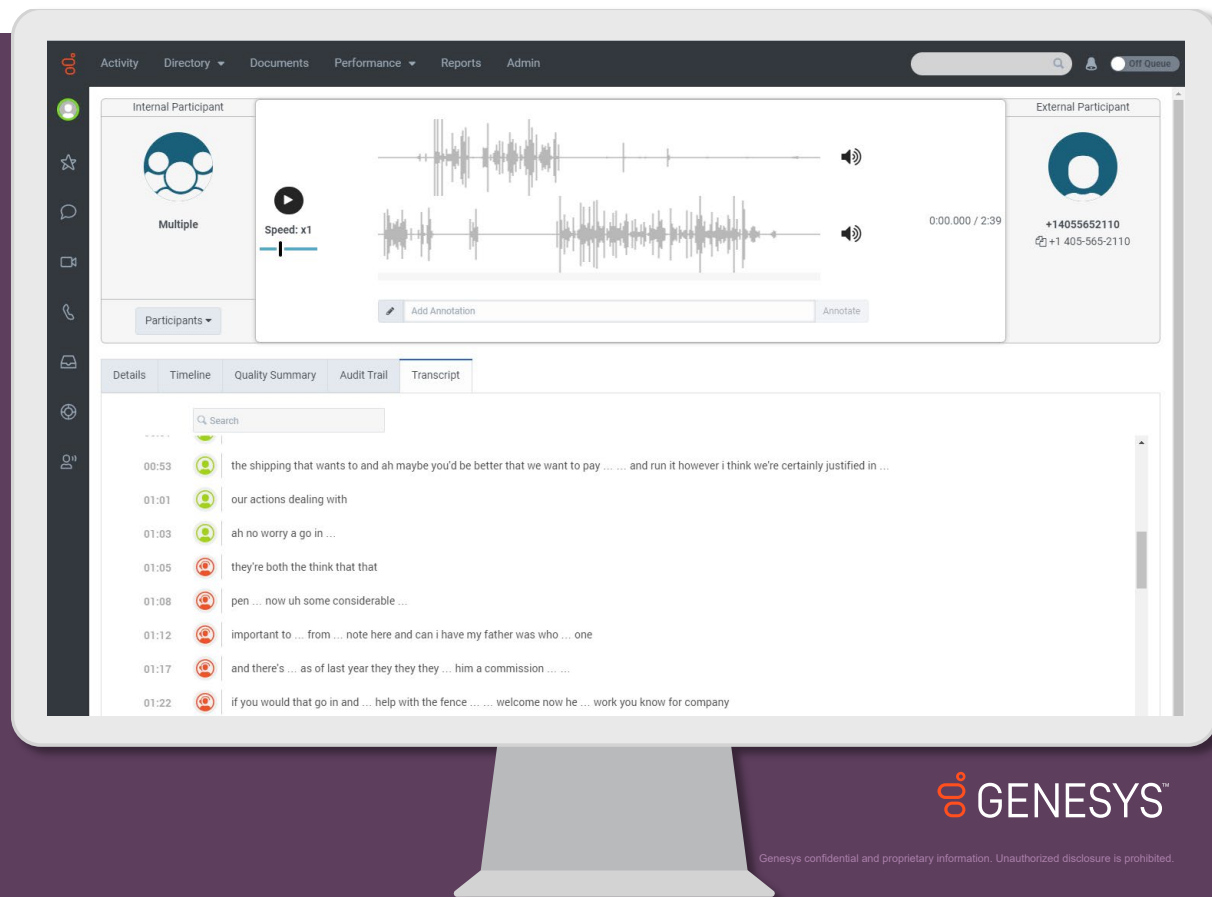 Activity Directory Documents Performance Reports Admin Off Queue
Internal Participant
External Participant
Multiple
Speed: x1
0:00.000 / 2:39
+14055652110
+1 405-565-2110
Participants
Add Annotation
Annotate
Details Timeline Quality Summary Audit Trail Transcript
Search
00:53 the shipping that wants to and ah maybe you'd be better that we want to pay ... ... and run it however i think we're certainly justified in ...
01:01 our actions dealing with
01:03 ah no worry a go in ...
01:05 they're both the think that that
01:08 pen ... now uh some considerable ...
01:12 important to ... from ... note here and can i have my father was who ... one
01:17 and there's ... as of last year they they they ... him a commission ... ...
01:22 if you would that go in and ... help with the fence ... ... welcome now he ... work you know for company
GENESYS™
Genesys confidential and proprietary information. Unauthorized disclosure is prohibited.